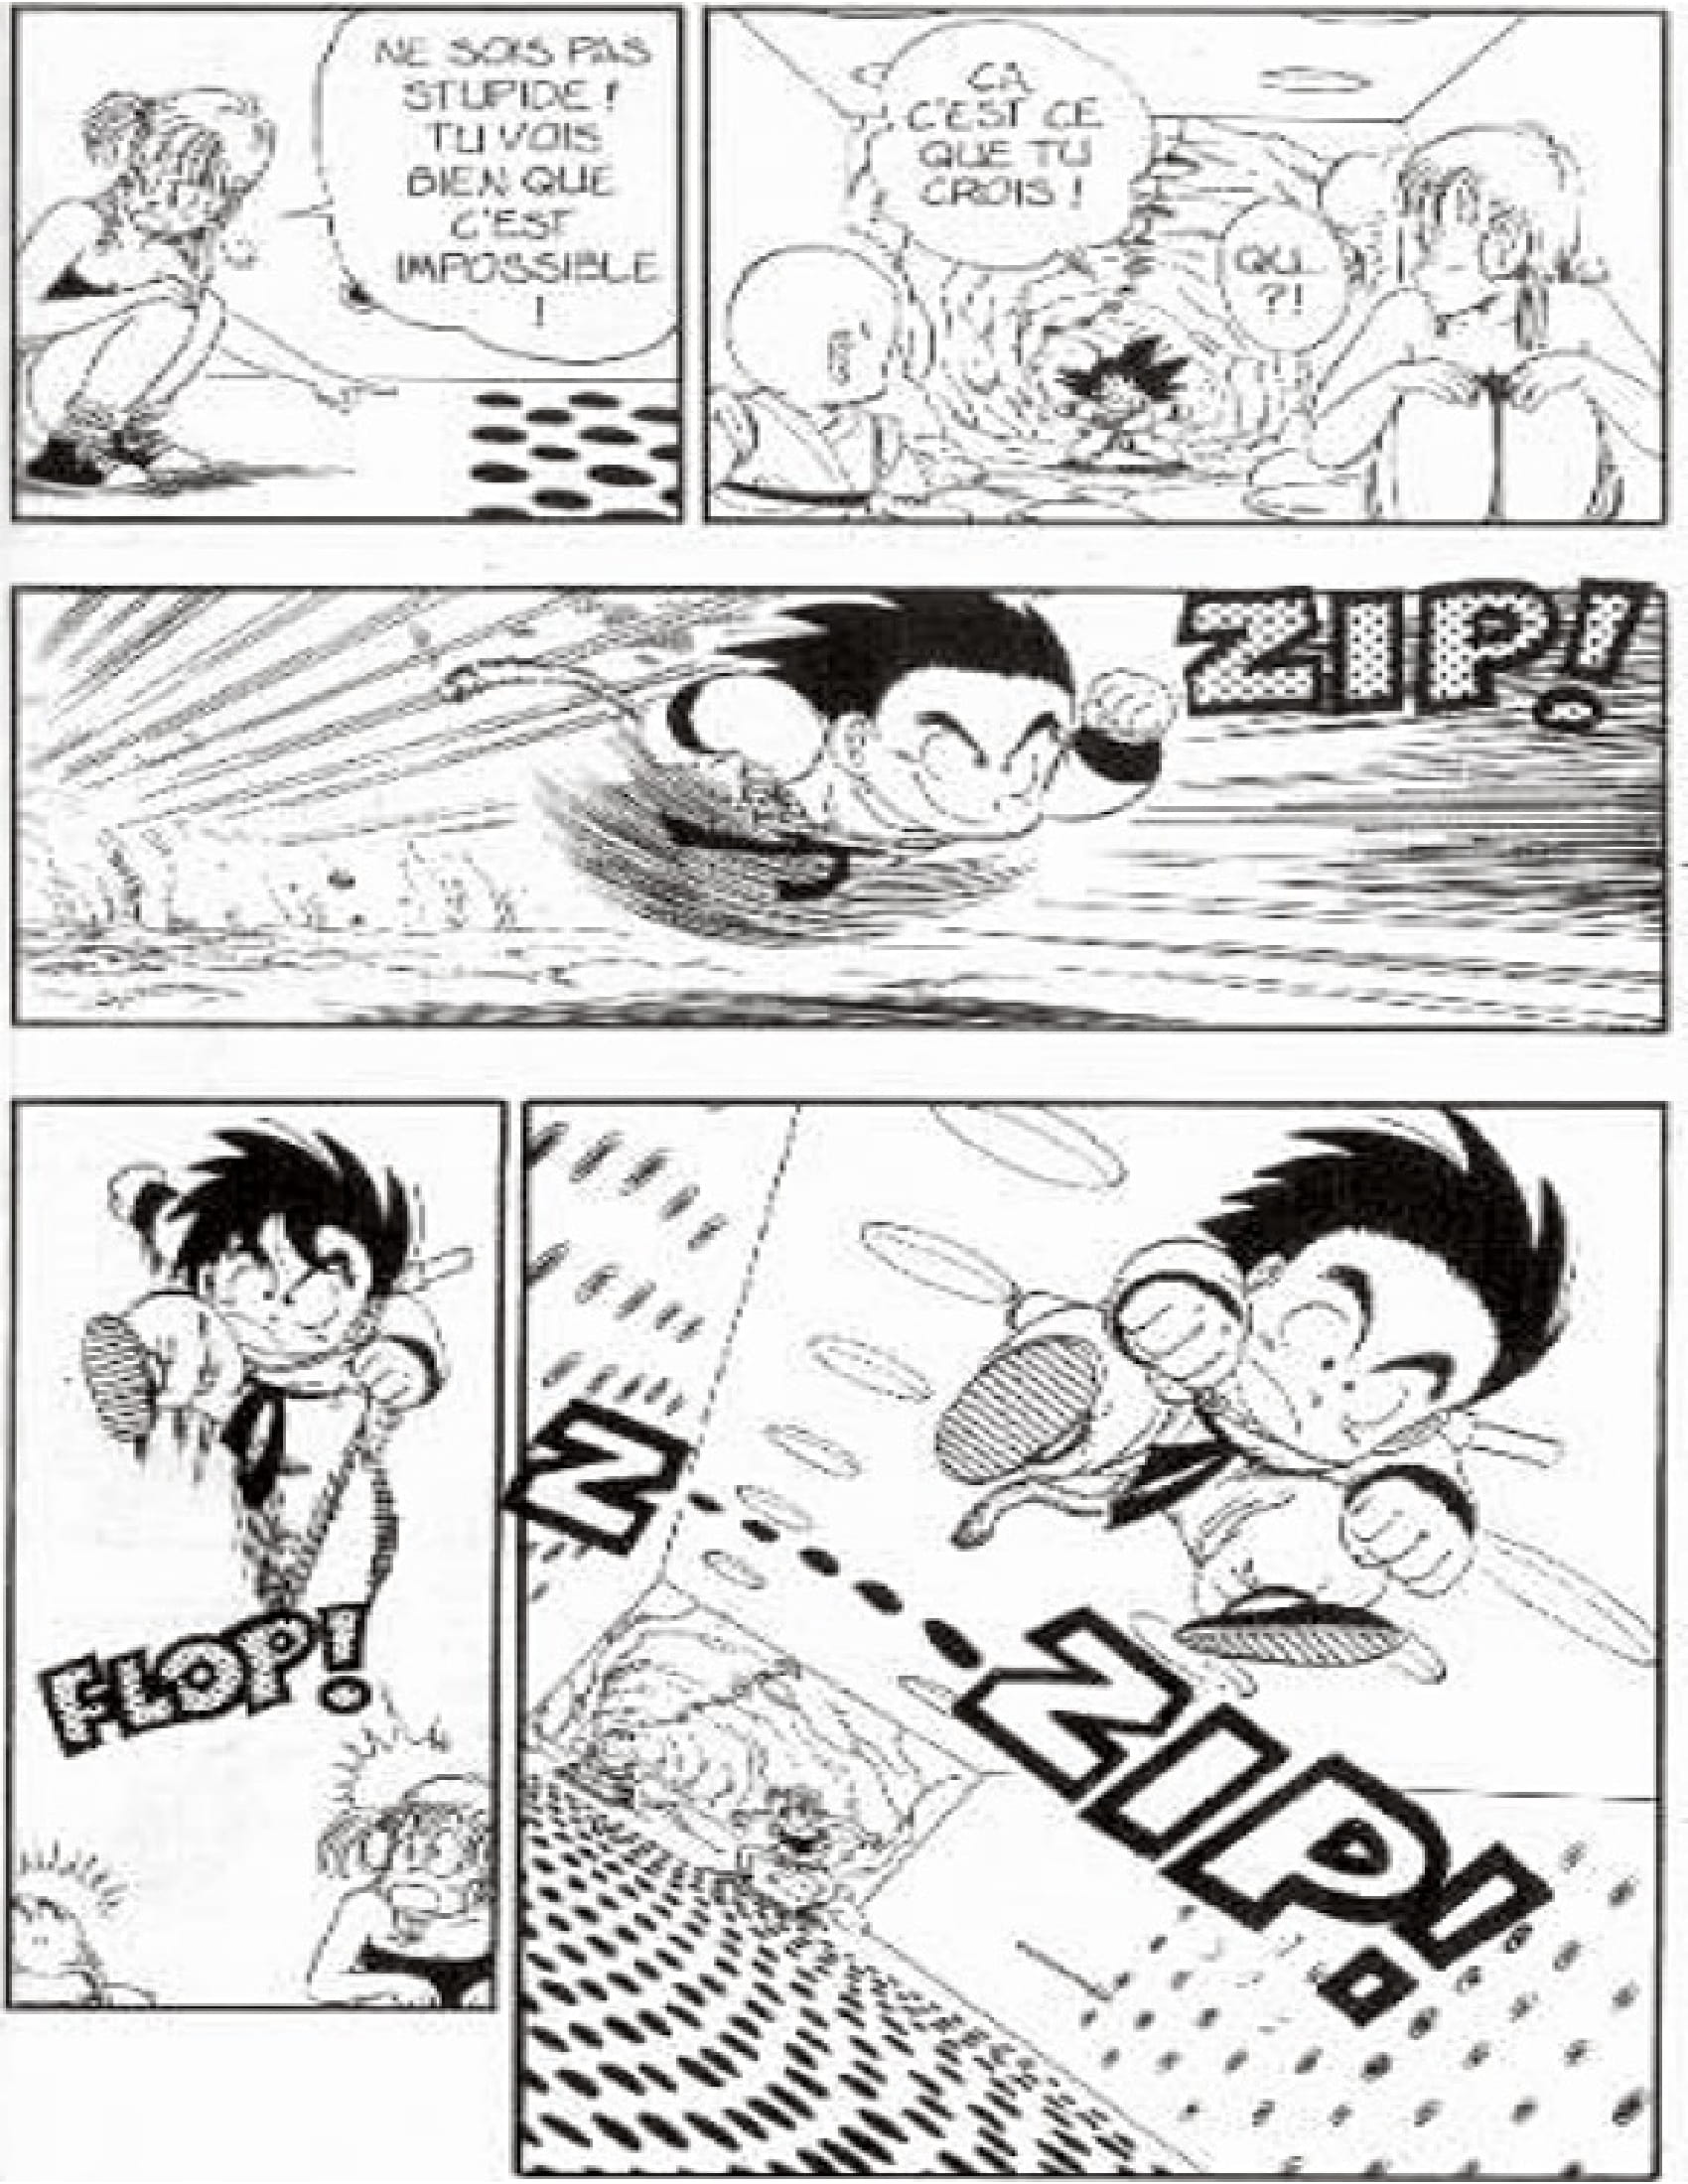 NE SOIS PAS
STUPIDE !
TU VOIS
BIEN QUE
C'EST
IMPOSSIBLE
!
ÇA
C'EST CE
QUE TU
CROIS !
QU...
?!
ZIP!
FLOP!
Z
ZIP!